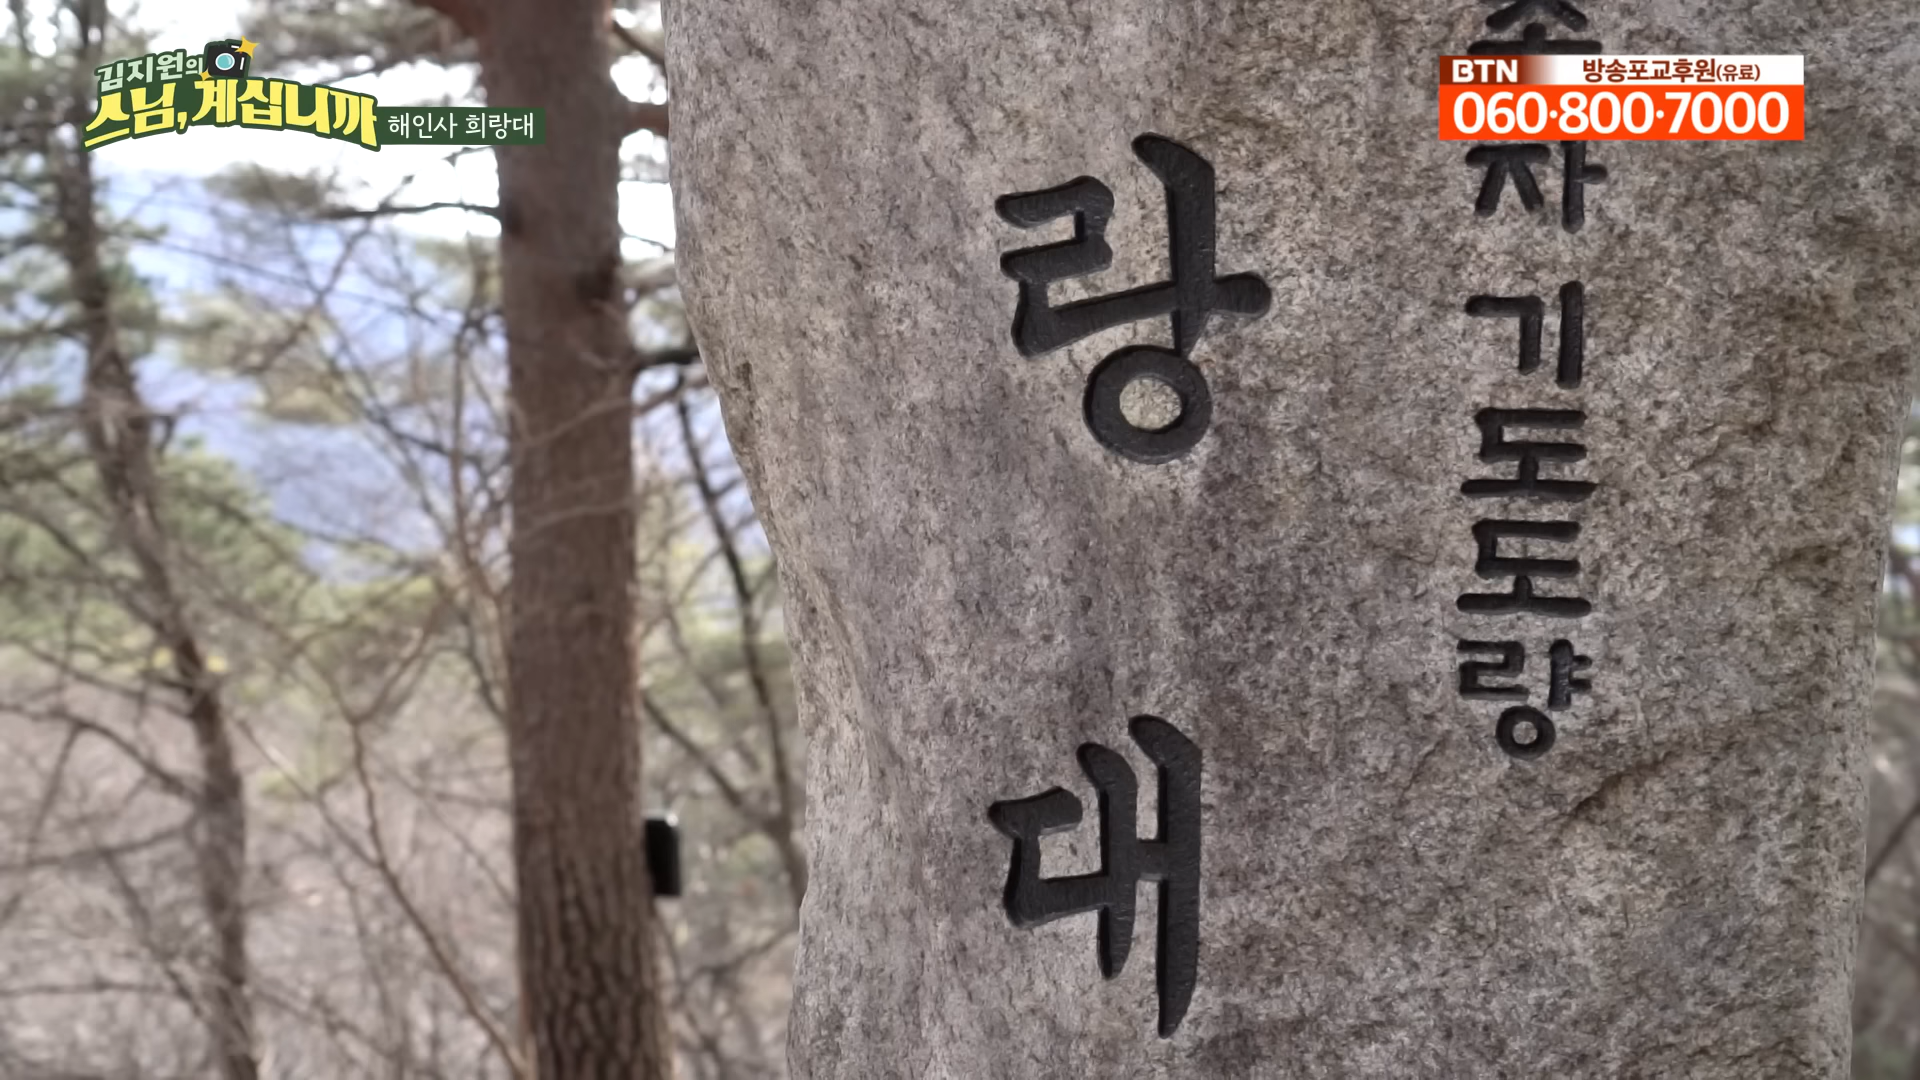 김지원의
스님, 계십니까
해인사 희랑대
BTN 방송포교후원(유료)
060·800·7000
자 기도도량
랑대